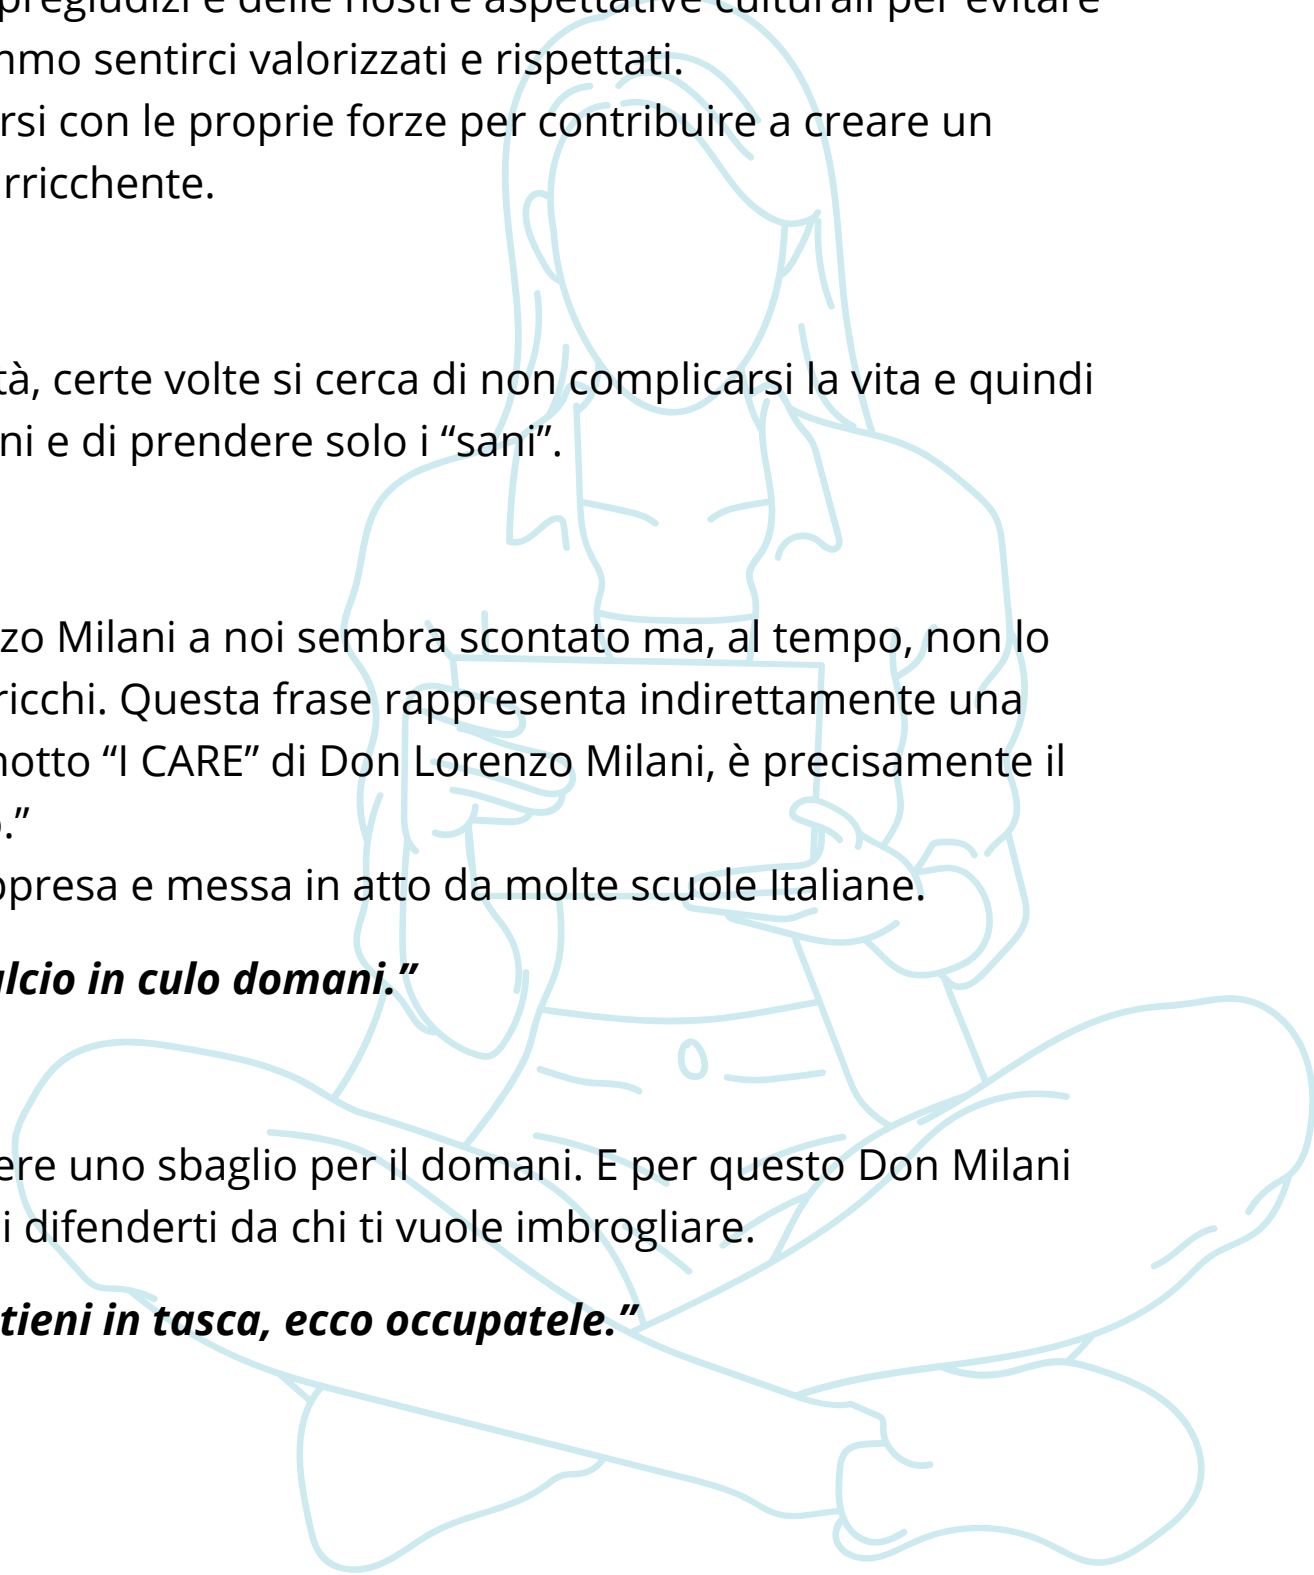 pregiudizi e delle nostre aspettative culturali per evitare
mmo sentirci valorizzati e rispettati.
rsi con le proprie forze per contribuire a creare un
rricchente.
tà, certe volte si cerca di non complicarsi la vita e quindi
ni e di prendere solo i “sani”.
zo Milani a noi sembra scontato ma, al tempo, non lo
ricchi. Questa frase rappresenta indirettamente una
motto “I CARE” di Don Lorenzo Milani, è precisamente il
.”
presa e messa in atto da molte scuole Italiane.
lcio in culo domani.”
ere uno sbaglio per il domani. E per questo Don Milani
i difenderti da chi ti vuole imbrogliare.
tieni in tasca, ecco occupatele.”